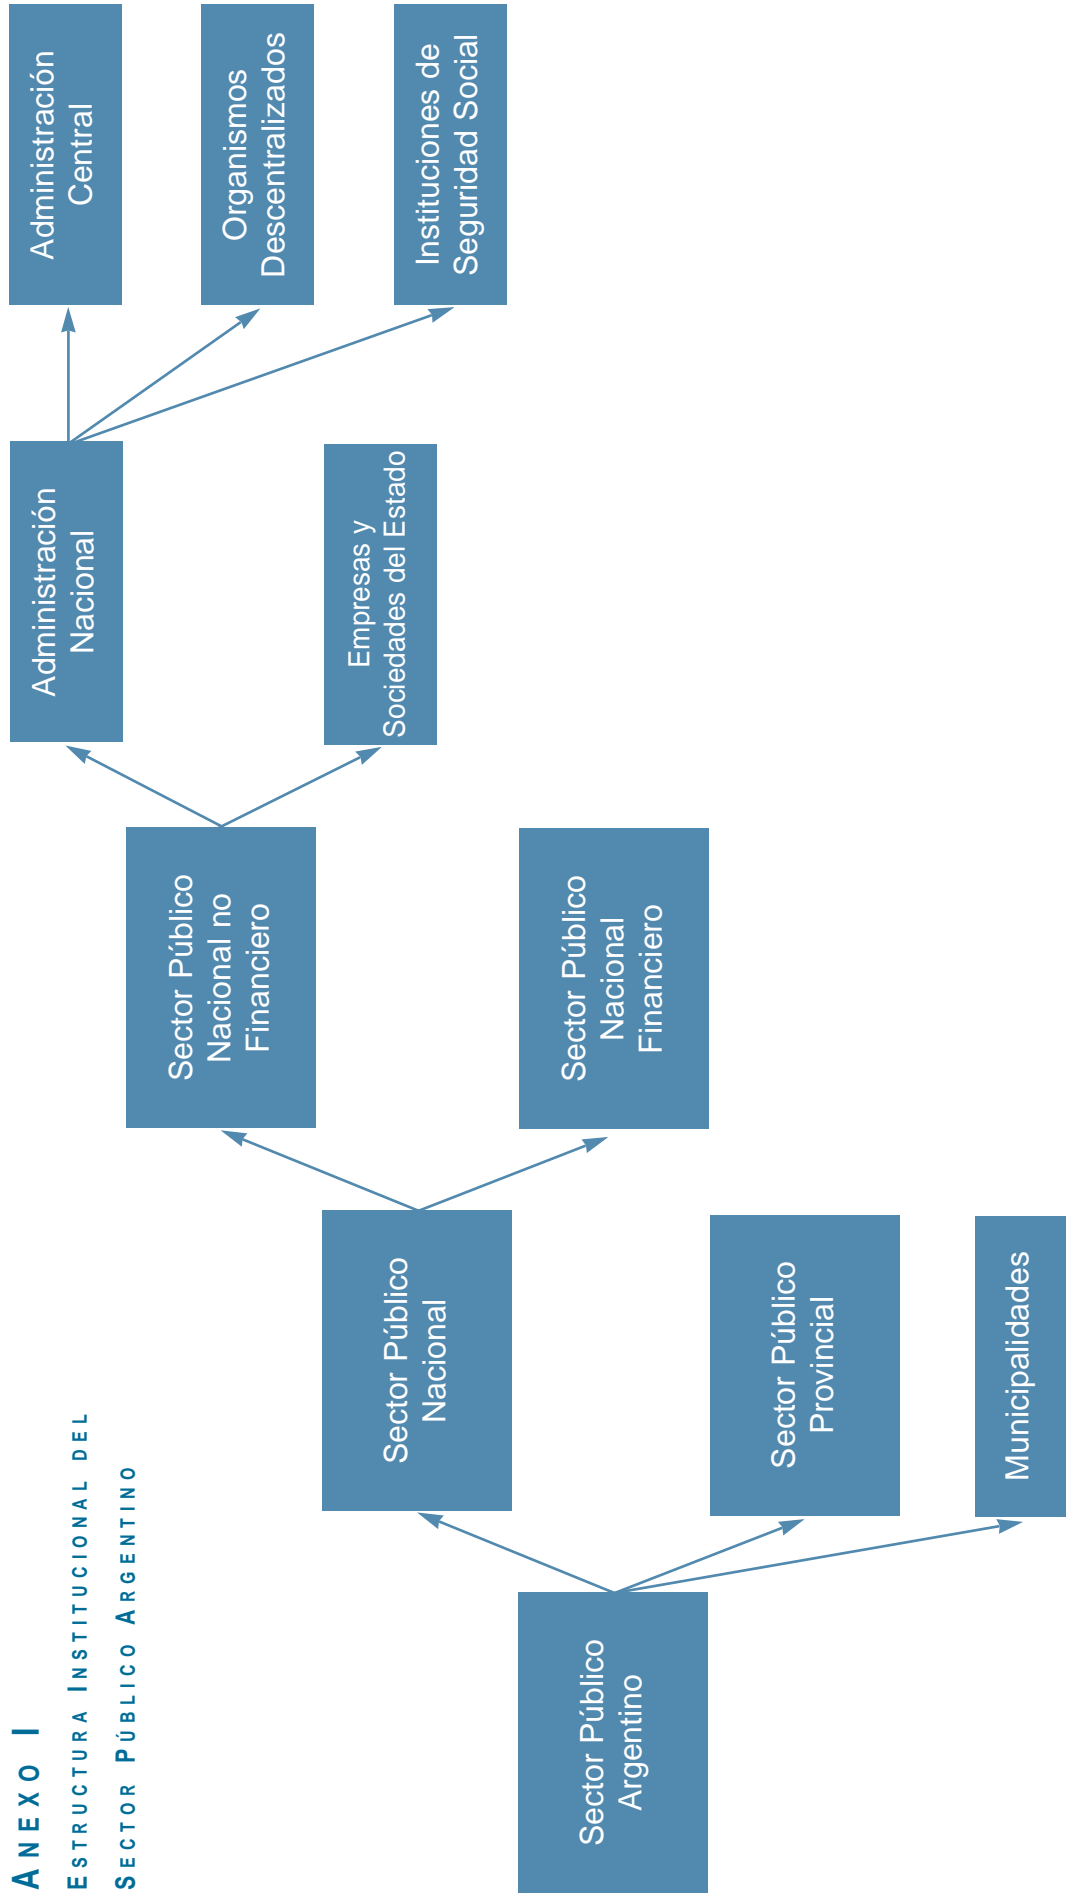 ANEXO I
ESTRUCTURA INSTITUCIONAL DEL
SECTOR PÚBLICO ARGENTINO
Sector Público
Argentino
Sector Público
Nacional
Sector Público
Provincial
Municipalidades
Sector Público
Nacional no
Financiero
Sector Público
Nacional
Financiero
Administración
Nacional
Empresas y
Sociedades del Estado
Administración
Central
Organismos
Descentralizados
Instituciones de
Seguridad Social